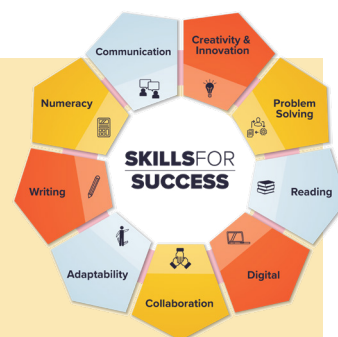 Communication
Creativity &
Innovation
Problem
Solving
Reading
Digital
Collaboration
Adaptability
Writing
Numeracy
SKILLSFOR
SUCCESS